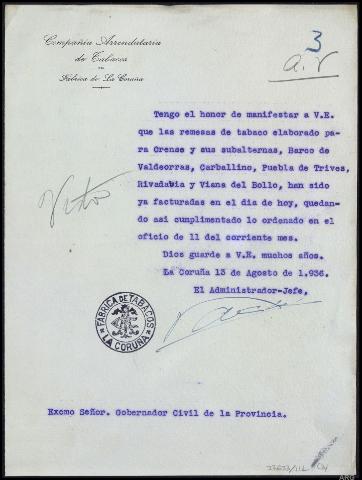 Compañía Arrendataria
de Tabacos
Fábrica de La Coruña
3
a.V
Tengo el honor de manifestar a V.E.
que las remesas de tabaco elaborado pa-
ra Orense y sus subalternas, Barco de
Valdeorras, Carballino, Puebla de Trives,
Rivadabia y Viana del Bollo, han sido
ya facturadas en el dia de hoy, quedan-
do asi cumplimentado lo ordenado en el
oficio de 11 del corriente mes.
Dios guarde a V.E. muchos años.
La Coruña 13 de Agosto de 1.936.
El Administrador-Jefe,
Visto
FABRICA DE TABACOS
LA CORUÑA
Excmo Señor. Gobernador Civil de la Provincia.
ARG